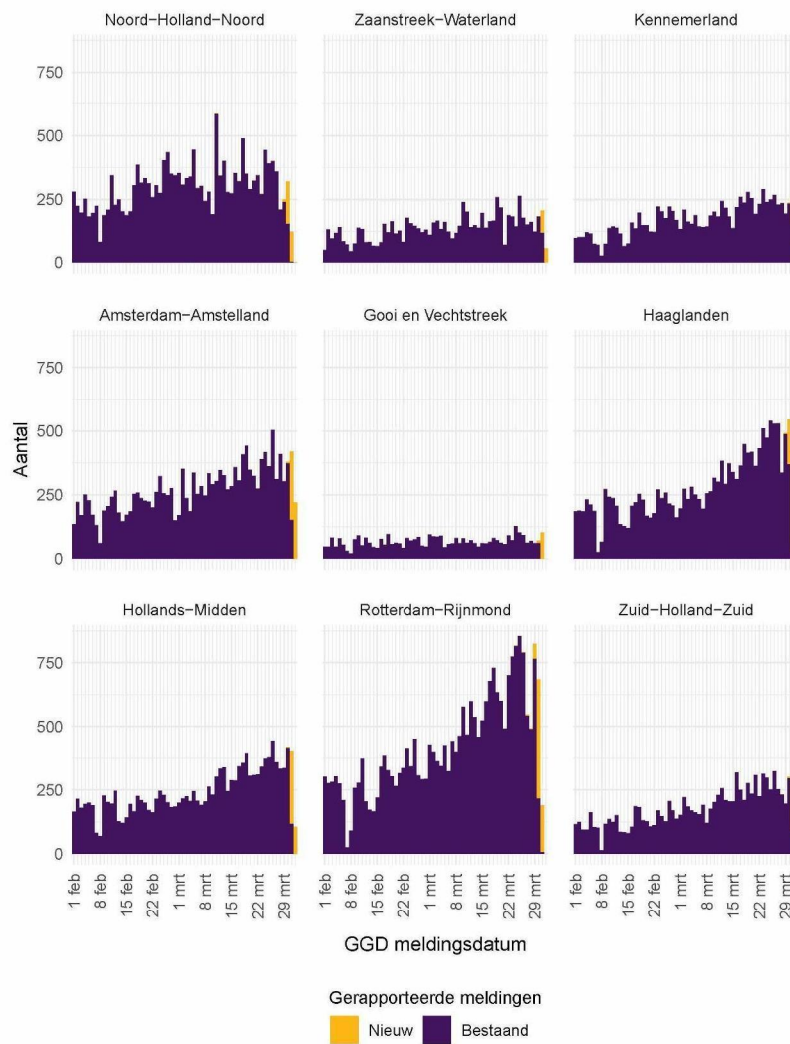 Noord−Holland−Noord
Zaanstreek−Waterland
Kennemerland
750
500
250
0
Amsterdam−Amstelland
Gooi en Vechtstreek
Haaglanden
750
500
250
0
Aantal
Hollands−Midden
Rotterdam−Rijnmond
Zuid−Holland−Zuid
750
500
250
0
1 feb
8 feb
15 feb
22 feb
1 mrt
8 mrt
15 mrt
22 mrt
29 mrt
1 feb
8 feb
15 feb
22 feb
1 mrt
8 mrt
15 mrt
22 mrt
29 mrt
1 feb
8 feb
15 feb
22 feb
1 mrt
8 mrt
15 mrt
22 mrt
29 mrt
GGD meldingsdatum
Gerapporteerde meldingen
Nieuw
Bestaand